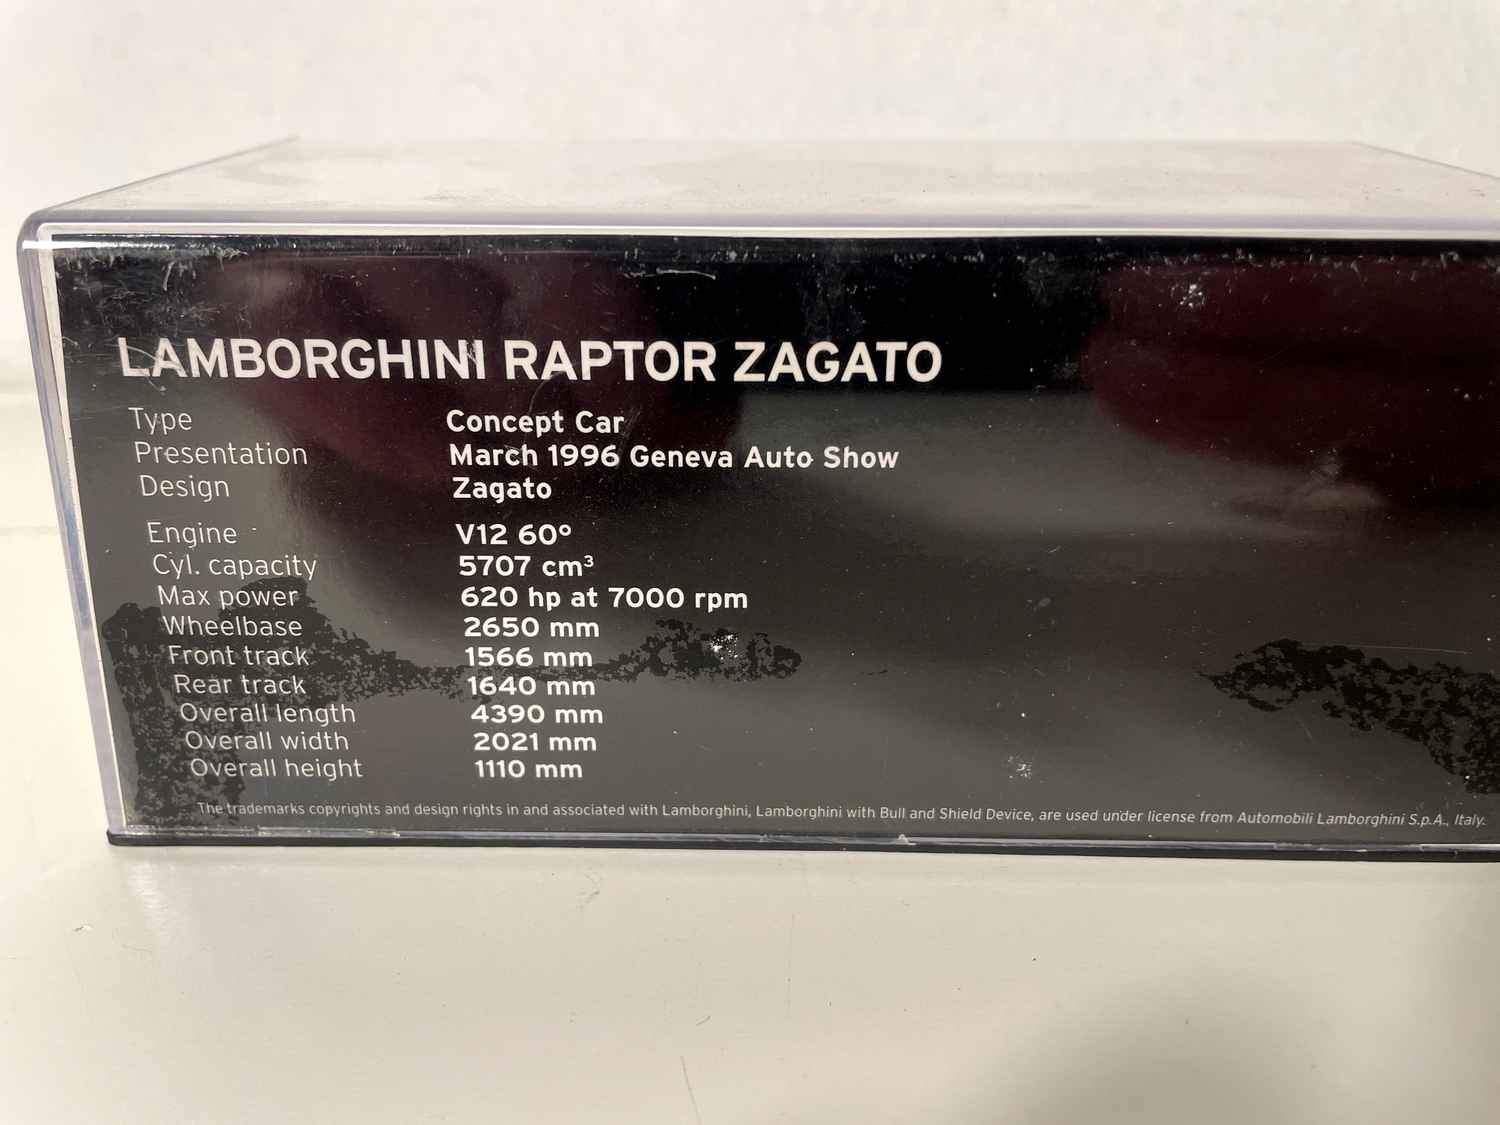 LAMBORGHINI RAPTOR ZAGATO
Type Concept Car
Presentation March 1996 Geneva Auto Show
Design Zagato
Engine V12 60°
Cyl. capacity 5707 cm³
Max power 620 hp at 7000 rpm
Wheelbase 2650 mm
Front track 1566 mm
Rear track 1640 mm
Overall length 4390 mm
Overall width 2021 mm
Overall height 1110 mm
The trademarks copyrights and design rights in and associated with Lamborghini, Lamborghini with Bull and Shield Device, are used under license from Automobili Lamborghini S.p.A., Italy.